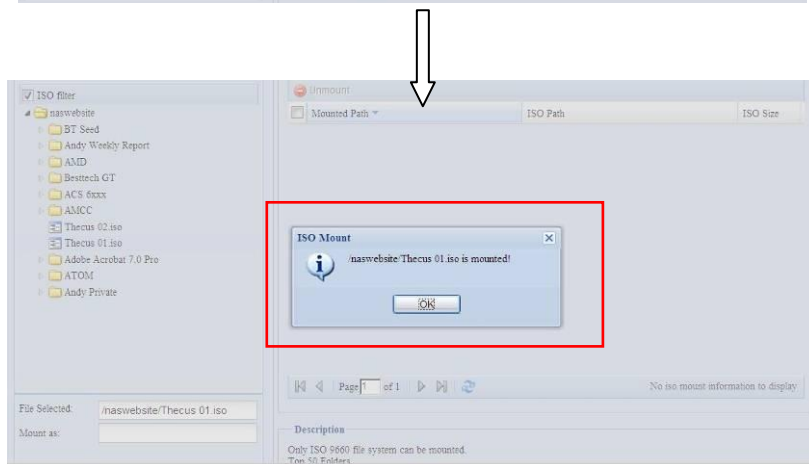 ISO filter
naswebsite
BT Seed
Andy Weekly Report
AMD
Besttech GT
ACS 6xxx
AMCC
Thecus 02.iso
Thecus 01.iso
Adobe Acrobat 7.0 Pro
ATOM
Andy Private
File Selected: /naswebsite/Thecus 01.iso
Mount as:
Unmount
Mounted Path ISO Path ISO Size
ISO Mount
/naswebsite/Thecus 01.iso is mounted!
OK
Page 1 of 1 No iso mount information to display
Description
Only ISO 9660 file system can be mounted.
Top 50 Folders